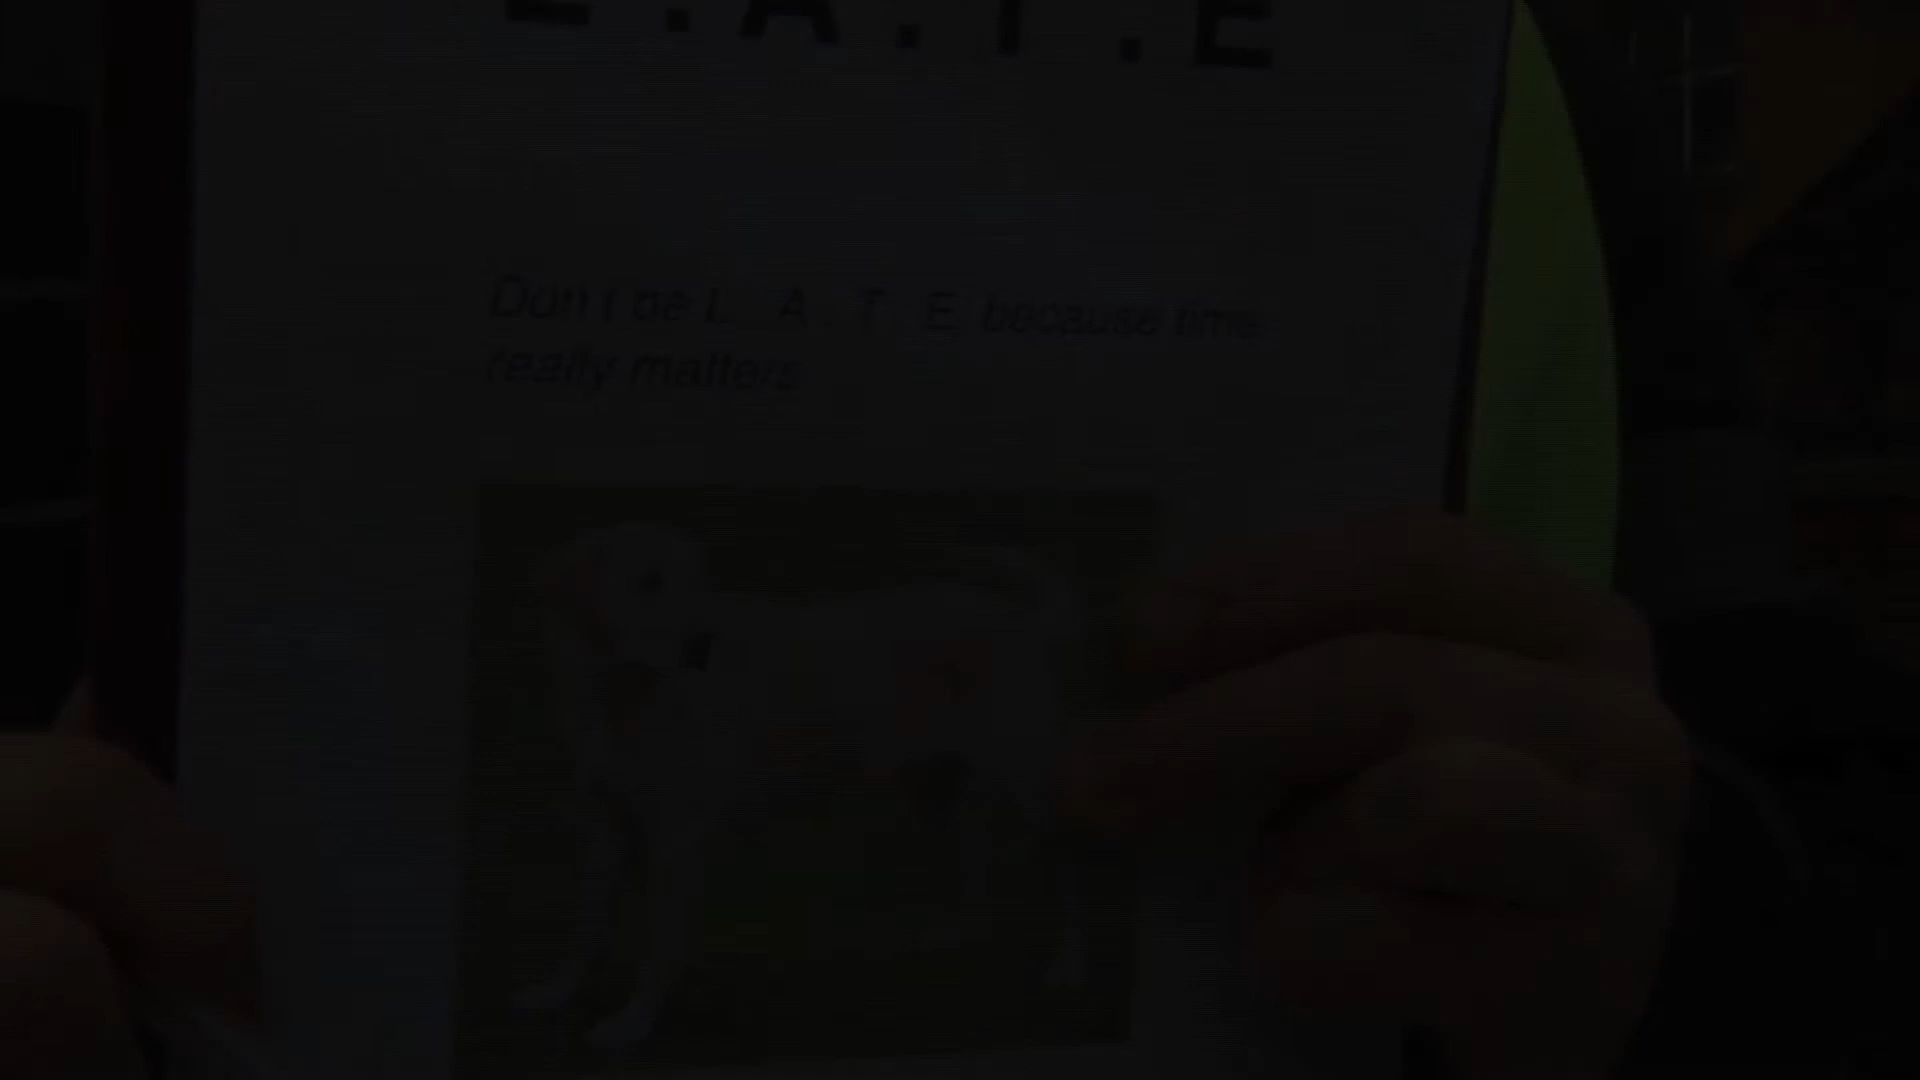 L . A . T . E
Don't be L . A . T . E because time
really matters